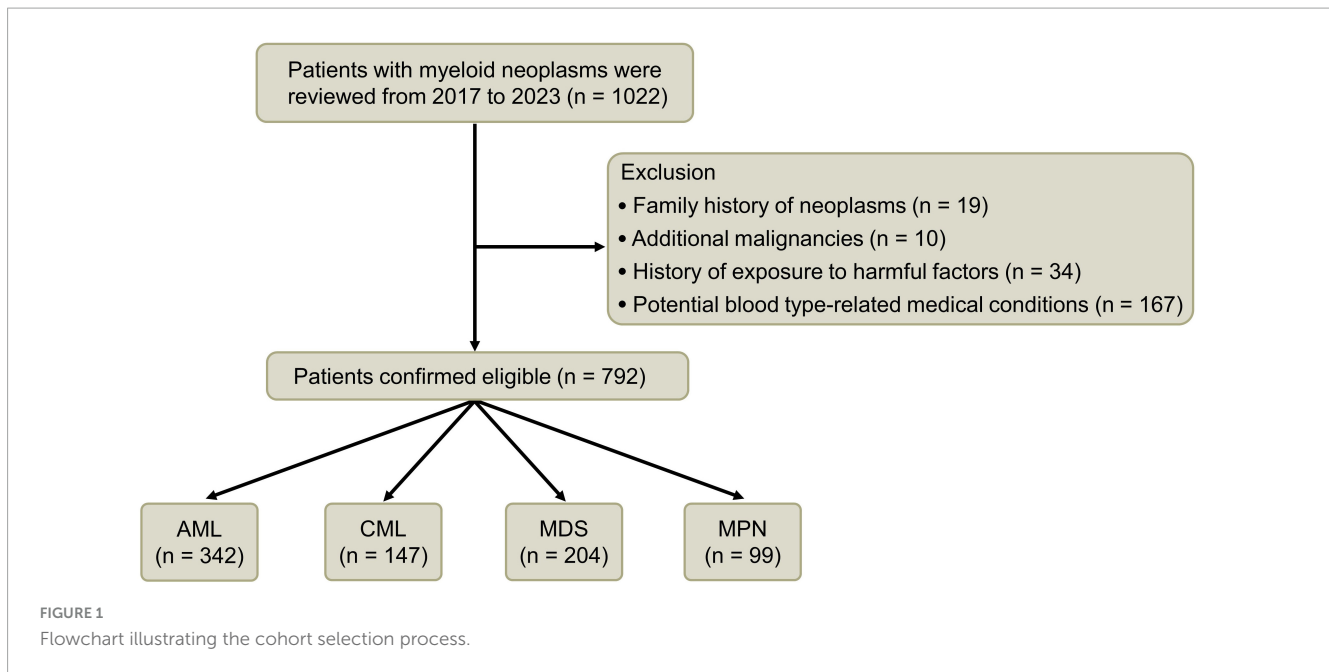 Patients with myeloid neoplasms were
reviewed from 2017 to 2023 (n = 1022)
Exclusion
• Family history of neoplasms (n = 19)
• Additional malignancies (n = 10)
• History of exposure to harmful factors (n = 34)
• Potential blood type-related medical conditions (n = 167)
Patients confirmed eligible (n = 792)
AML
(n = 342)
CML
(n = 147)
MDS
(n = 204)
MPN
(n = 99)
FIGURE 1
Flowchart illustrating the cohort selection process.